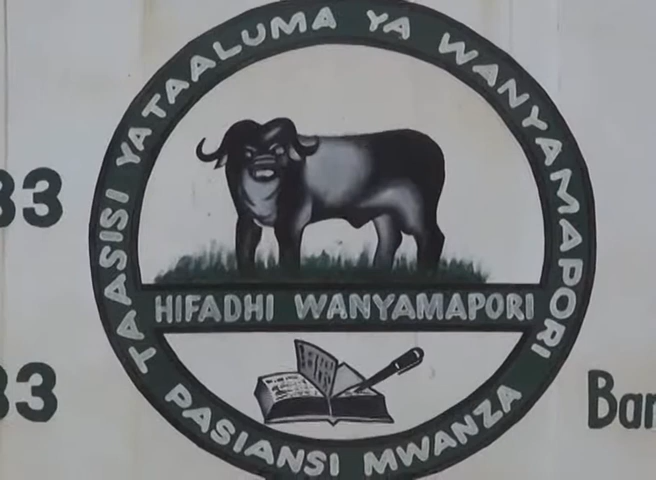 TAASISI YATAALUMA YA WANYAMAPORI
33
HIFADHI WANYAMAPORI
33
Bar
PASIANSI MWANZA